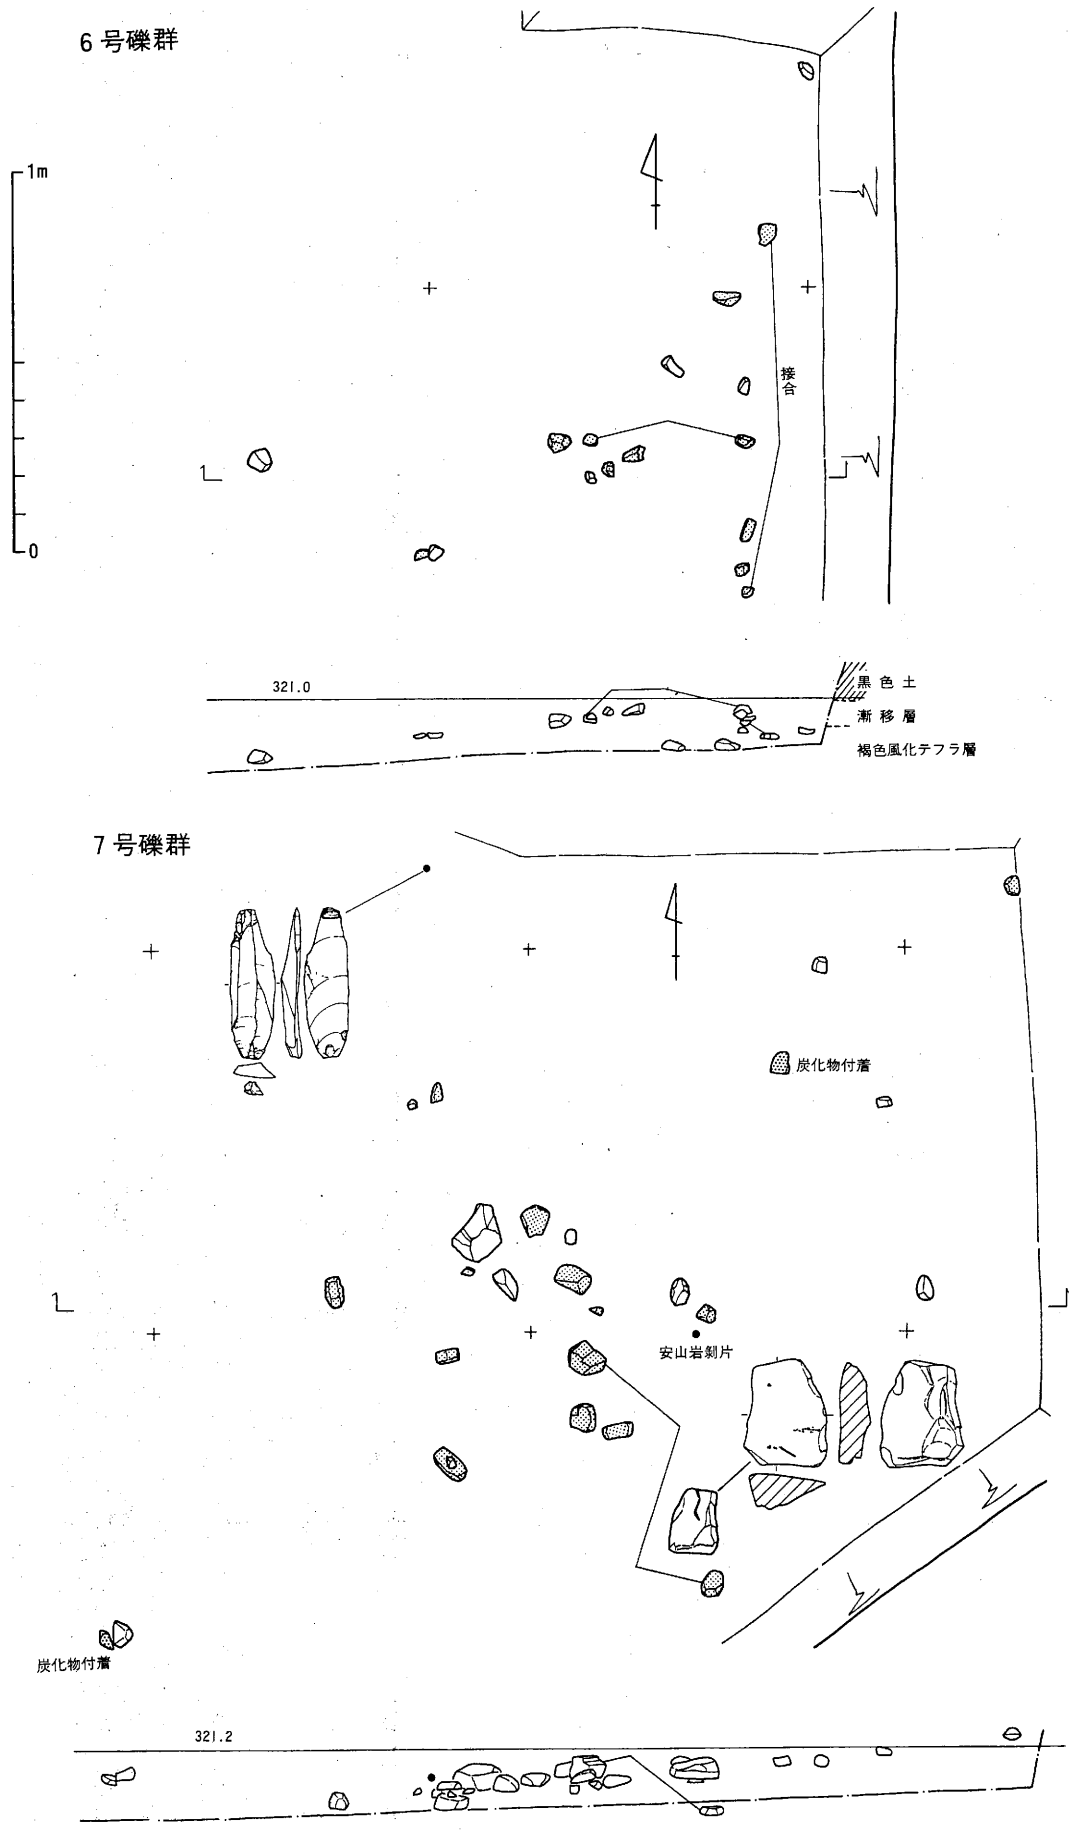 6号礫群
1m
接合
0
321.0
黒色土
漸移層
褐色風化テフラ層
7号礫群
炭化物付着
安山岩剝片
炭化物付着
321.2